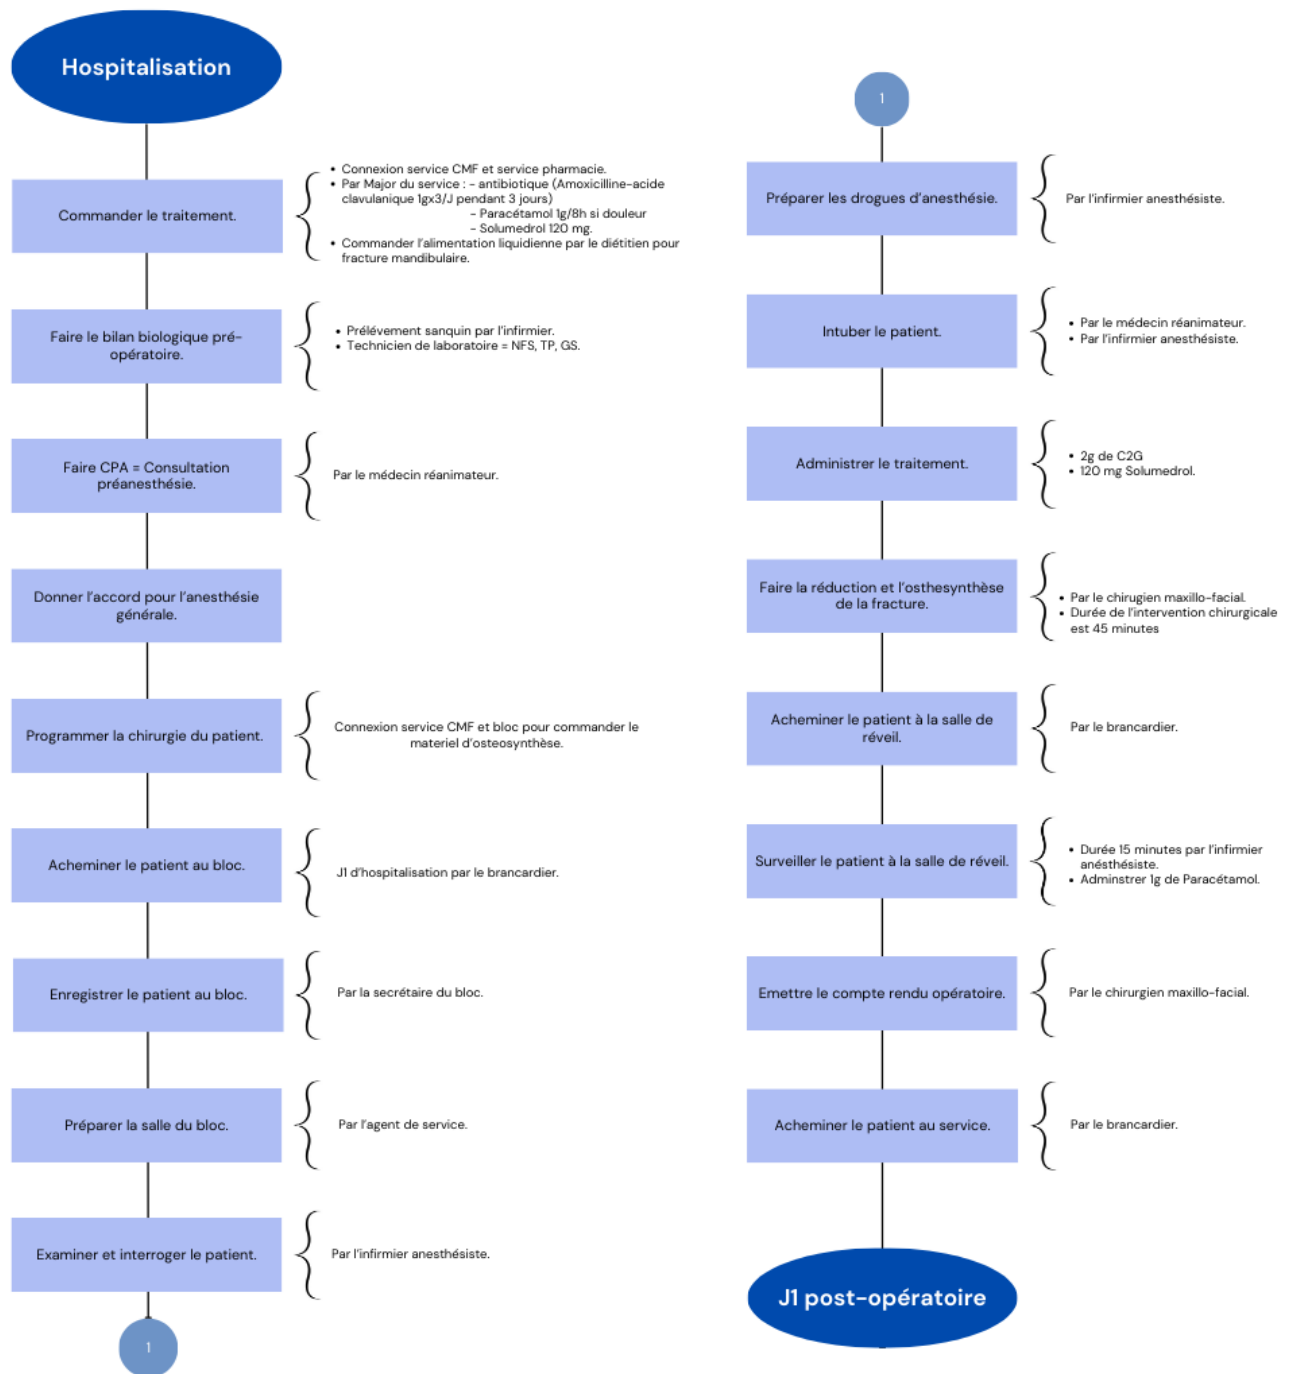 Hospitalisation
Commander le traitement.
• Connexion service CMF et service pharmacie.
• Par Major du service : - antibiotique (Amoxicilline-acide
clavulanique 1gx3/J pendant 3 jours)
- Paracétamol 1g/8h si douleur
- Solumedrol 120 mg.
• Commander l'alimentation liquidienne par le diétitien pour
fracture mandibulaire.
Faire le bilan biologique pré-
opératoire.
• Prélévement sanquin par l'infirmier.
• Technicien de laboratoire = NFS, TP, GS.
Faire CPA = Consultation
préanesthésie.
Par le médecin réanimateur.
Donner l'accord pour l'anesthésie
générale.
Programmer la chirurgie du patient.
Connexion service CMF et bloc pour commander le
materiel d'osteosynthèse.
Acheminer le patient au bloc.
J1 d'hospitalisation par le brancardier.
Enregistrer le patient au bloc.
Par la secrétaire du bloc.
Préparer la salle du bloc.
Par l'agent de service.
Examiner et interroger le patient.
Par l'infirmier anesthésiste.
1
1
Préparer les drogues d'anesthésie.
Par l'infirmier anesthésiste.
Intuber le patient.
• Par le médecin réanimateur.
• Par l'infirmier anesthésiste.
Administrer le traitement.
• 2g de C2G
• 120 mg Solumedrol.
Faire la réduction et l'osthesynthèse
de la fracture.
• Par le chirugien maxillo-facial.
• Durée de l'intervention chirurgicale
est 45 minutes
Acheminer le patient à la salle de
réveil.
Par le brancardier.
Surveiller le patient à la salle de réveil.
• Durée 15 minutes par l'infirmier
anésthésiste.
• Adminstrer 1g de Paracétamol.
Emettre le compte rendu opératoire.
Par le chirurgien maxillo-facial.
Acheminer le patient au service.
Par le brancardier.
J1 post-opératoire